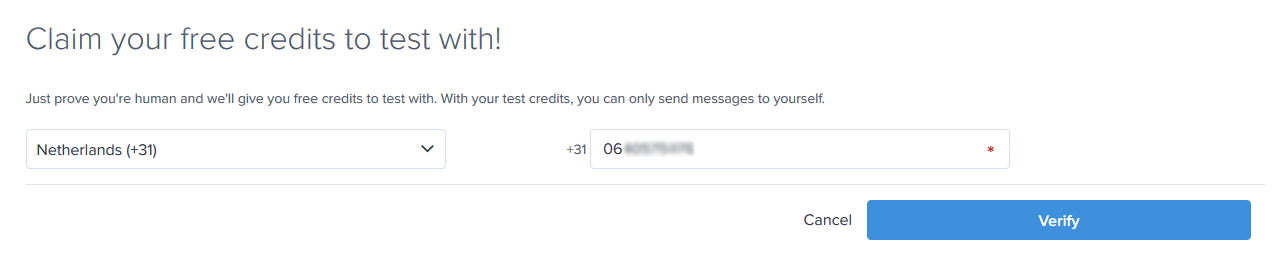 Claim your free credits to test with!
Just prove you're human and we'll give you free credits to test with. With your test credits, you can only send messages to yourself.
Netherlands (+31) +31 06 *
Cancel Verify